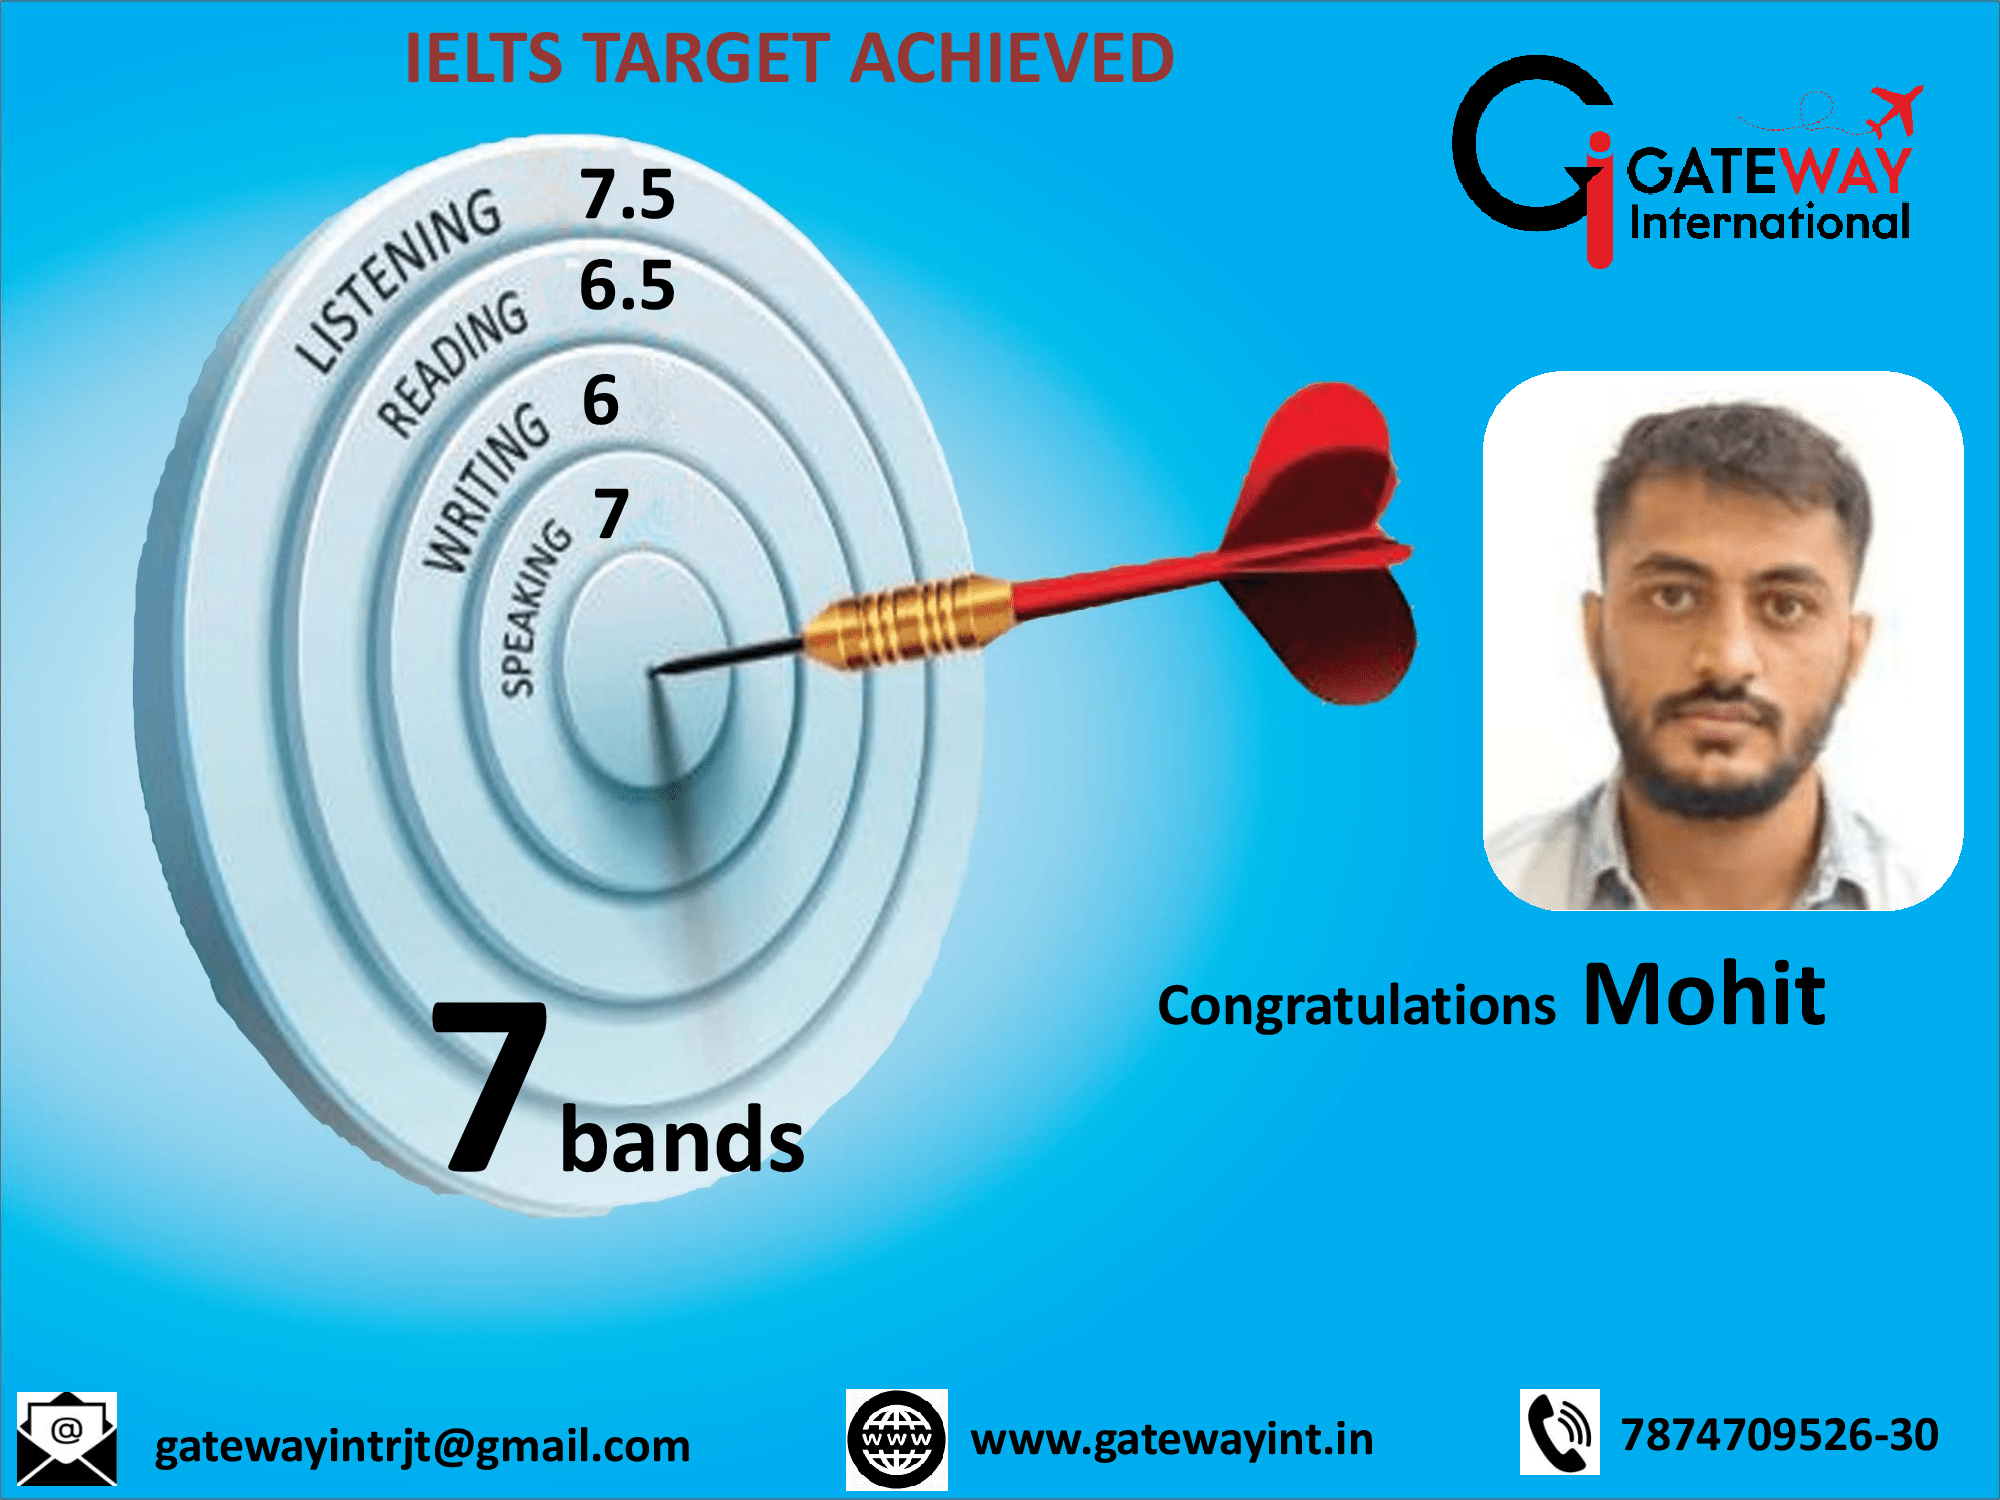 IELTS TARGET ACHIEVED
Gi GATEWAY
International
LISTENING 7.5
READING 6.5
WRITING 6
SPEAKING 7
7 bands
Congratulations Mohit
@ gatewayintrjt@gmail.com
WWW www.gatewayint.in
7874709526-30